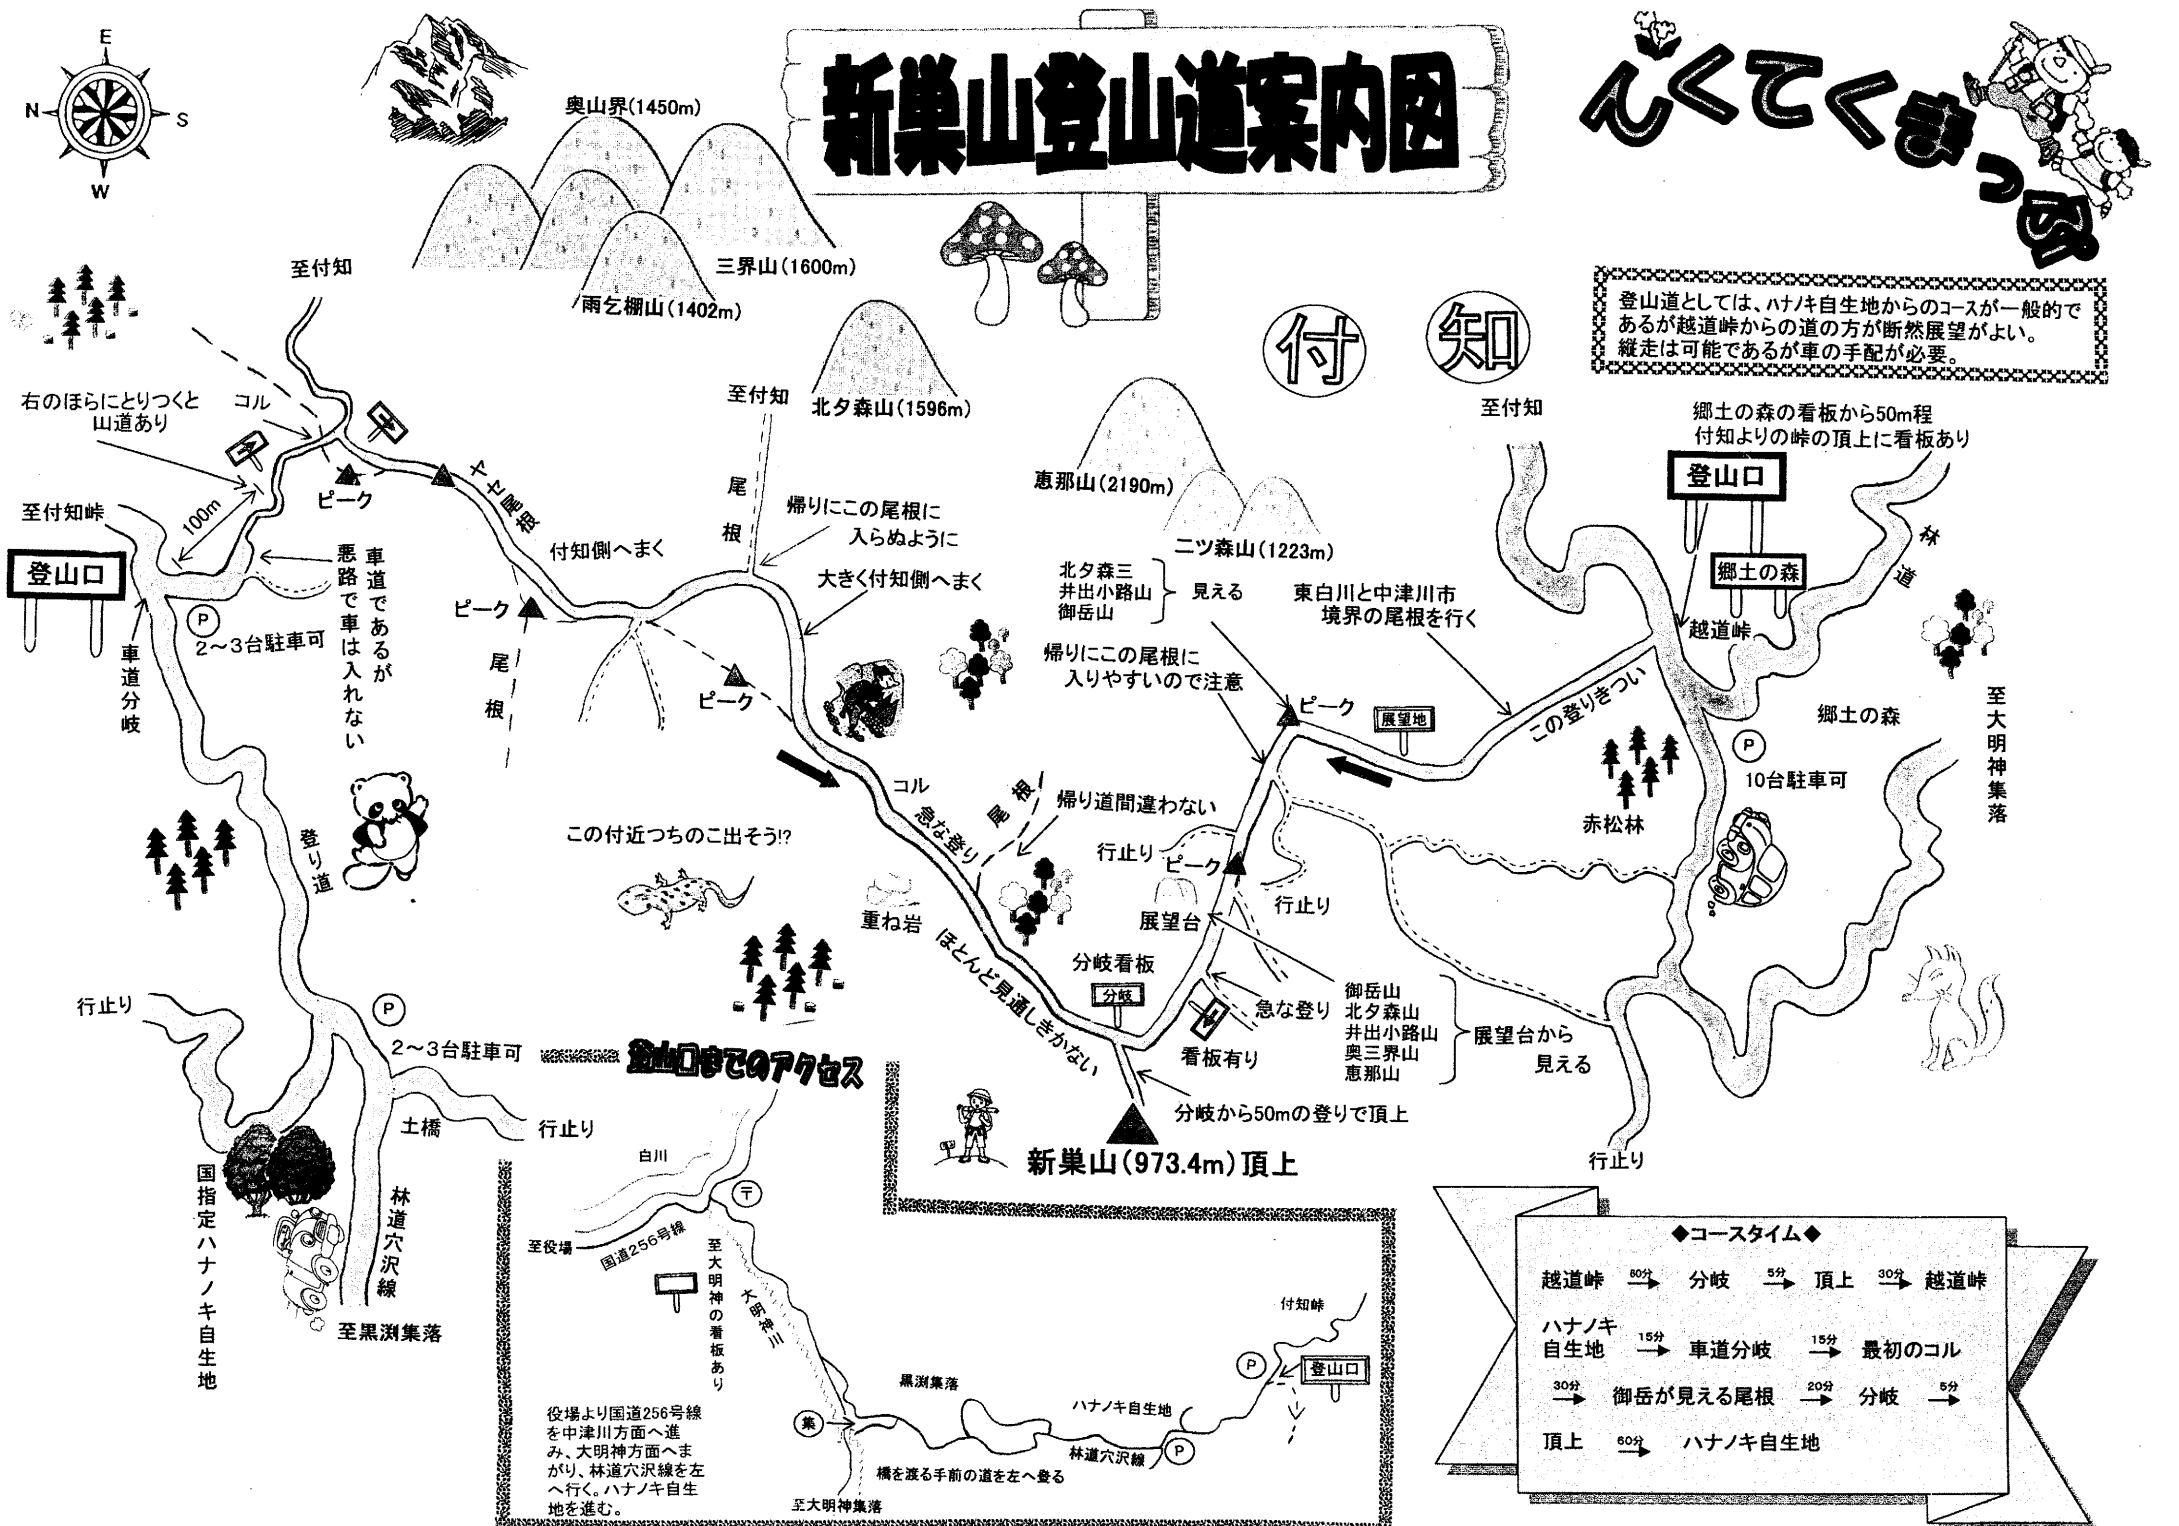 新巣山登山道案内図
てくてくまっぷ
E
N
S
W
奥山界(1450m)
三界山(1600m)
雨乞棚山(1402m)
北夕森山(1596m)
恵那山(2190m)
二ツ森山(1223m)
付知
登山道としては、ハナノキ自生地からのコースが一般的で
あるが越道峠からの道の方が断然展望がよい。
縦走は可能であるが車の手配が必要。
至付知
右のほらにとりつくと
山道あり
コル
ピーク
ヤセ尾根
至付知峠
100m
登山口
P
2～3台駐車可
車道であるが
悪路で車は入れない
車道分岐
付知側へまく
ピーク
尾根
至付知
尾根
帰りにこの尾根に
入らぬように
大きく付知側へまく
ピーク
コル
急な登り
尾根
帰り道間違わない
この付近つちのこ出そう!?
重ね岩
ほとんど見通しきかない
登り道
行止り
P
2～3台駐車可
土橋
行止り
国指定ハナノキ自生地
林道穴沢線
至黒渕集落
北夕森三
井出小路山
御岳山
見える
東白川と中津川市
境界の尾根を行く
帰りにこの尾根に
入りやすいので注意
ピーク
展望地
この登りきつい
行止り
ピーク
展望台
行止り
分岐看板
分岐
急な登り
看板有り
御岳山
北夕森山
井出小路山
奥三界山
恵那山
展望台から
見える
分岐から50mの登りで頂上
新巣山(973.4m)頂上
至付知
郷土の森の看板から50m程
付知よりの峠の頂上に看板あり
登山口
郷土の森
林道
越道峠
郷土の森
至大明神集落
P
10台駐車可
赤松林
行止り
登山口までのアクセス
白川
〒
至役場
国道256号線
至大明神の看板あり
大明神川
付知峠
P
登山口
黒渕集落
ハナノキ自生地
集
林道穴沢線
P
橋を渡る手前の道を左へ登る
至大明神集落
役場より国道256号線
を中津川方面へ進
み、大明神方面へま
がり、林道穴沢線を左
へ行く。ハナノキ自生
地を進む。
◆コースタイム◆
越道峠 60分→ 分岐 5分→ 頂上 30分→ 越道峠
ハナノキ
自生地 15分→ 車道分岐 15分→ 最初のコル
30分→ 御岳が見える尾根 20分→ 分岐 5分→
頂上 60分→ ハナノキ自生地